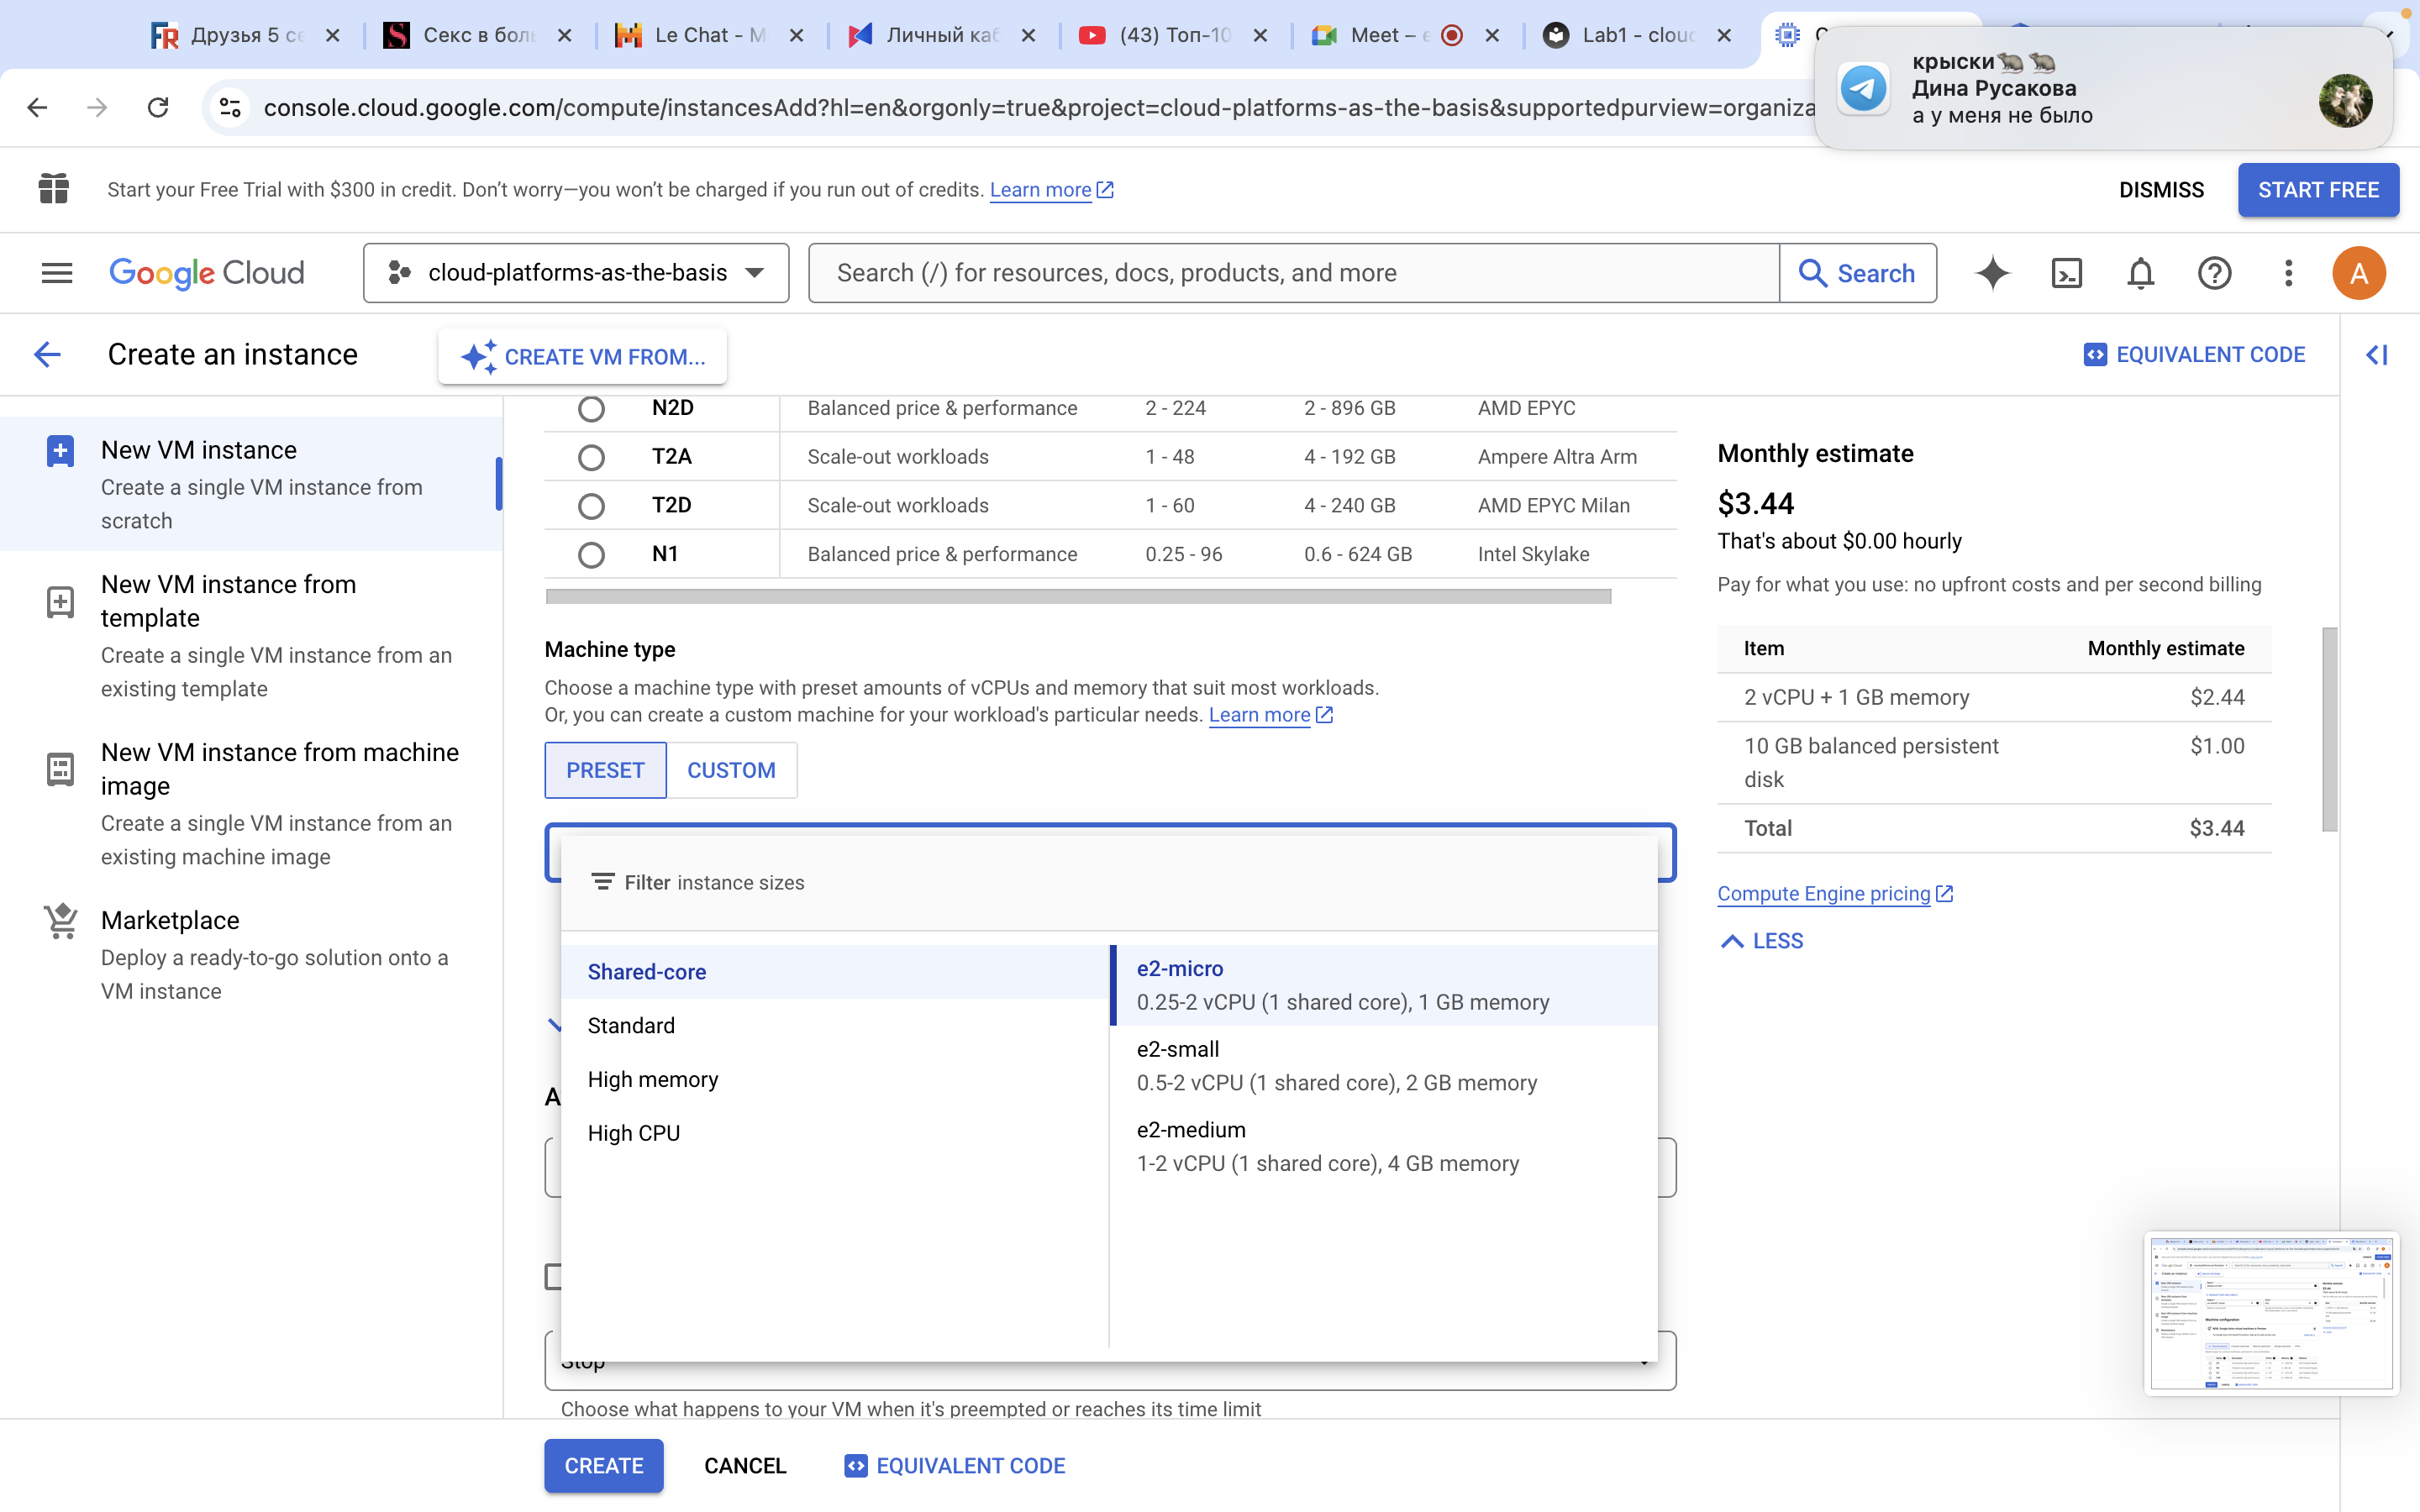 Друзья 5 се
Секс в боль
Le Chat - M
Личный каб
(43) Топ-10
Meet – e
Lab1 - clou
крыски🐀🐀
Дина Русакова
а у меня не было
console.cloud.google.com/compute/instancesAdd?hl=en&orgonly=true&project=cloud-platforms-as-the-basis&supportedpurview=organiza
Start your Free Trial with $300 in credit. Don't worry—you won't be charged if you run out of credits. Learn more
DISMISS
START FREE
Google Cloud
cloud-platforms-as-the-basis
Search (/) for resources, docs, products, and more
Search
A
Create an instance
CREATE VM FROM...
EQUIVALENT CODE
New VM instance
Create a single VM instance from
scratch
New VM instance from
template
Create a single VM instance from an
existing template
New VM instance from machine
image
Create a single VM instance from an
existing machine image
Marketplace
Deploy a ready-to-go solution onto a
VM instance
N2D Balanced price & performance 2 - 224 2 - 896 GB AMD EPYC
T2A Scale-out workloads 1 - 48 4 - 192 GB Ampere Altra Arm
T2D Scale-out workloads 1 - 60 4 - 240 GB AMD EPYC Milan
N1 Balanced price & performance 0.25 - 96 0.6 - 624 GB Intel Skylake
Machine type
Choose a machine type with preset amounts of vCPUs and memory that suit most workloads.
Or, you can create a custom machine for your workload's particular needs. Learn more
PRESET
CUSTOM
Filter instance sizes
Shared-core
Standard
High memory
High CPU
e2-micro
0.25-2 vCPU (1 shared core), 1 GB memory
e2-small
0.5-2 vCPU (1 shared core), 2 GB memory
e2-medium
1-2 vCPU (1 shared core), 4 GB memory
A
Stop
Choose what happens to your VM when it's preempted or reaches its time limit
CREATE
CANCEL
EQUIVALENT CODE
Monthly estimate
$3.44
That's about $0.00 hourly
Pay for what you use: no upfront costs and per second billing
Item Monthly estimate
2 vCPU + 1 GB memory $2.44
10 GB balanced persistent $1.00
disk
Total $3.44
Compute Engine pricing
LESS